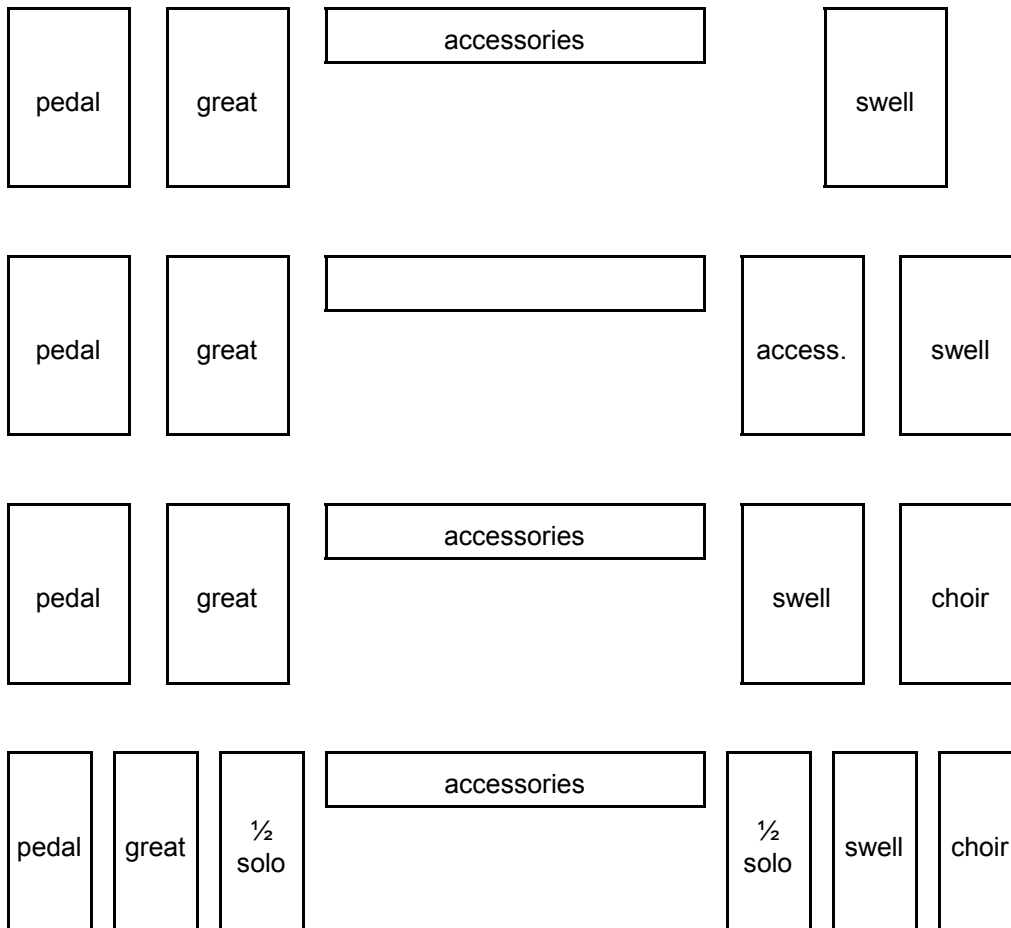 accessories
pedal great swell
pedal great access. swell
accessories
pedal great swell choir
accessories
pedal great ½ solo ½ solo swell choir